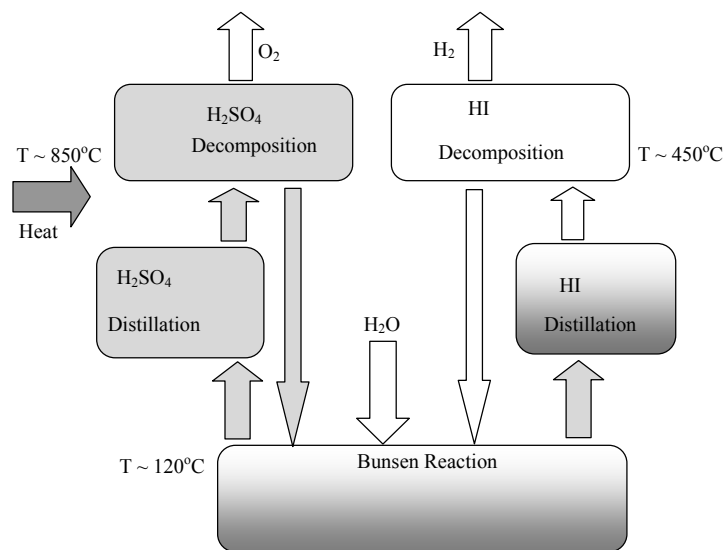 O₂
H₂
H₂SO₄
Decomposition
HI
Decomposition
T ~ 850°C
T ~ 450°C
Heat
H₂SO₄
Distillation
HI
Distillation
H₂O
Bunsen Reaction
T ~ 120°C